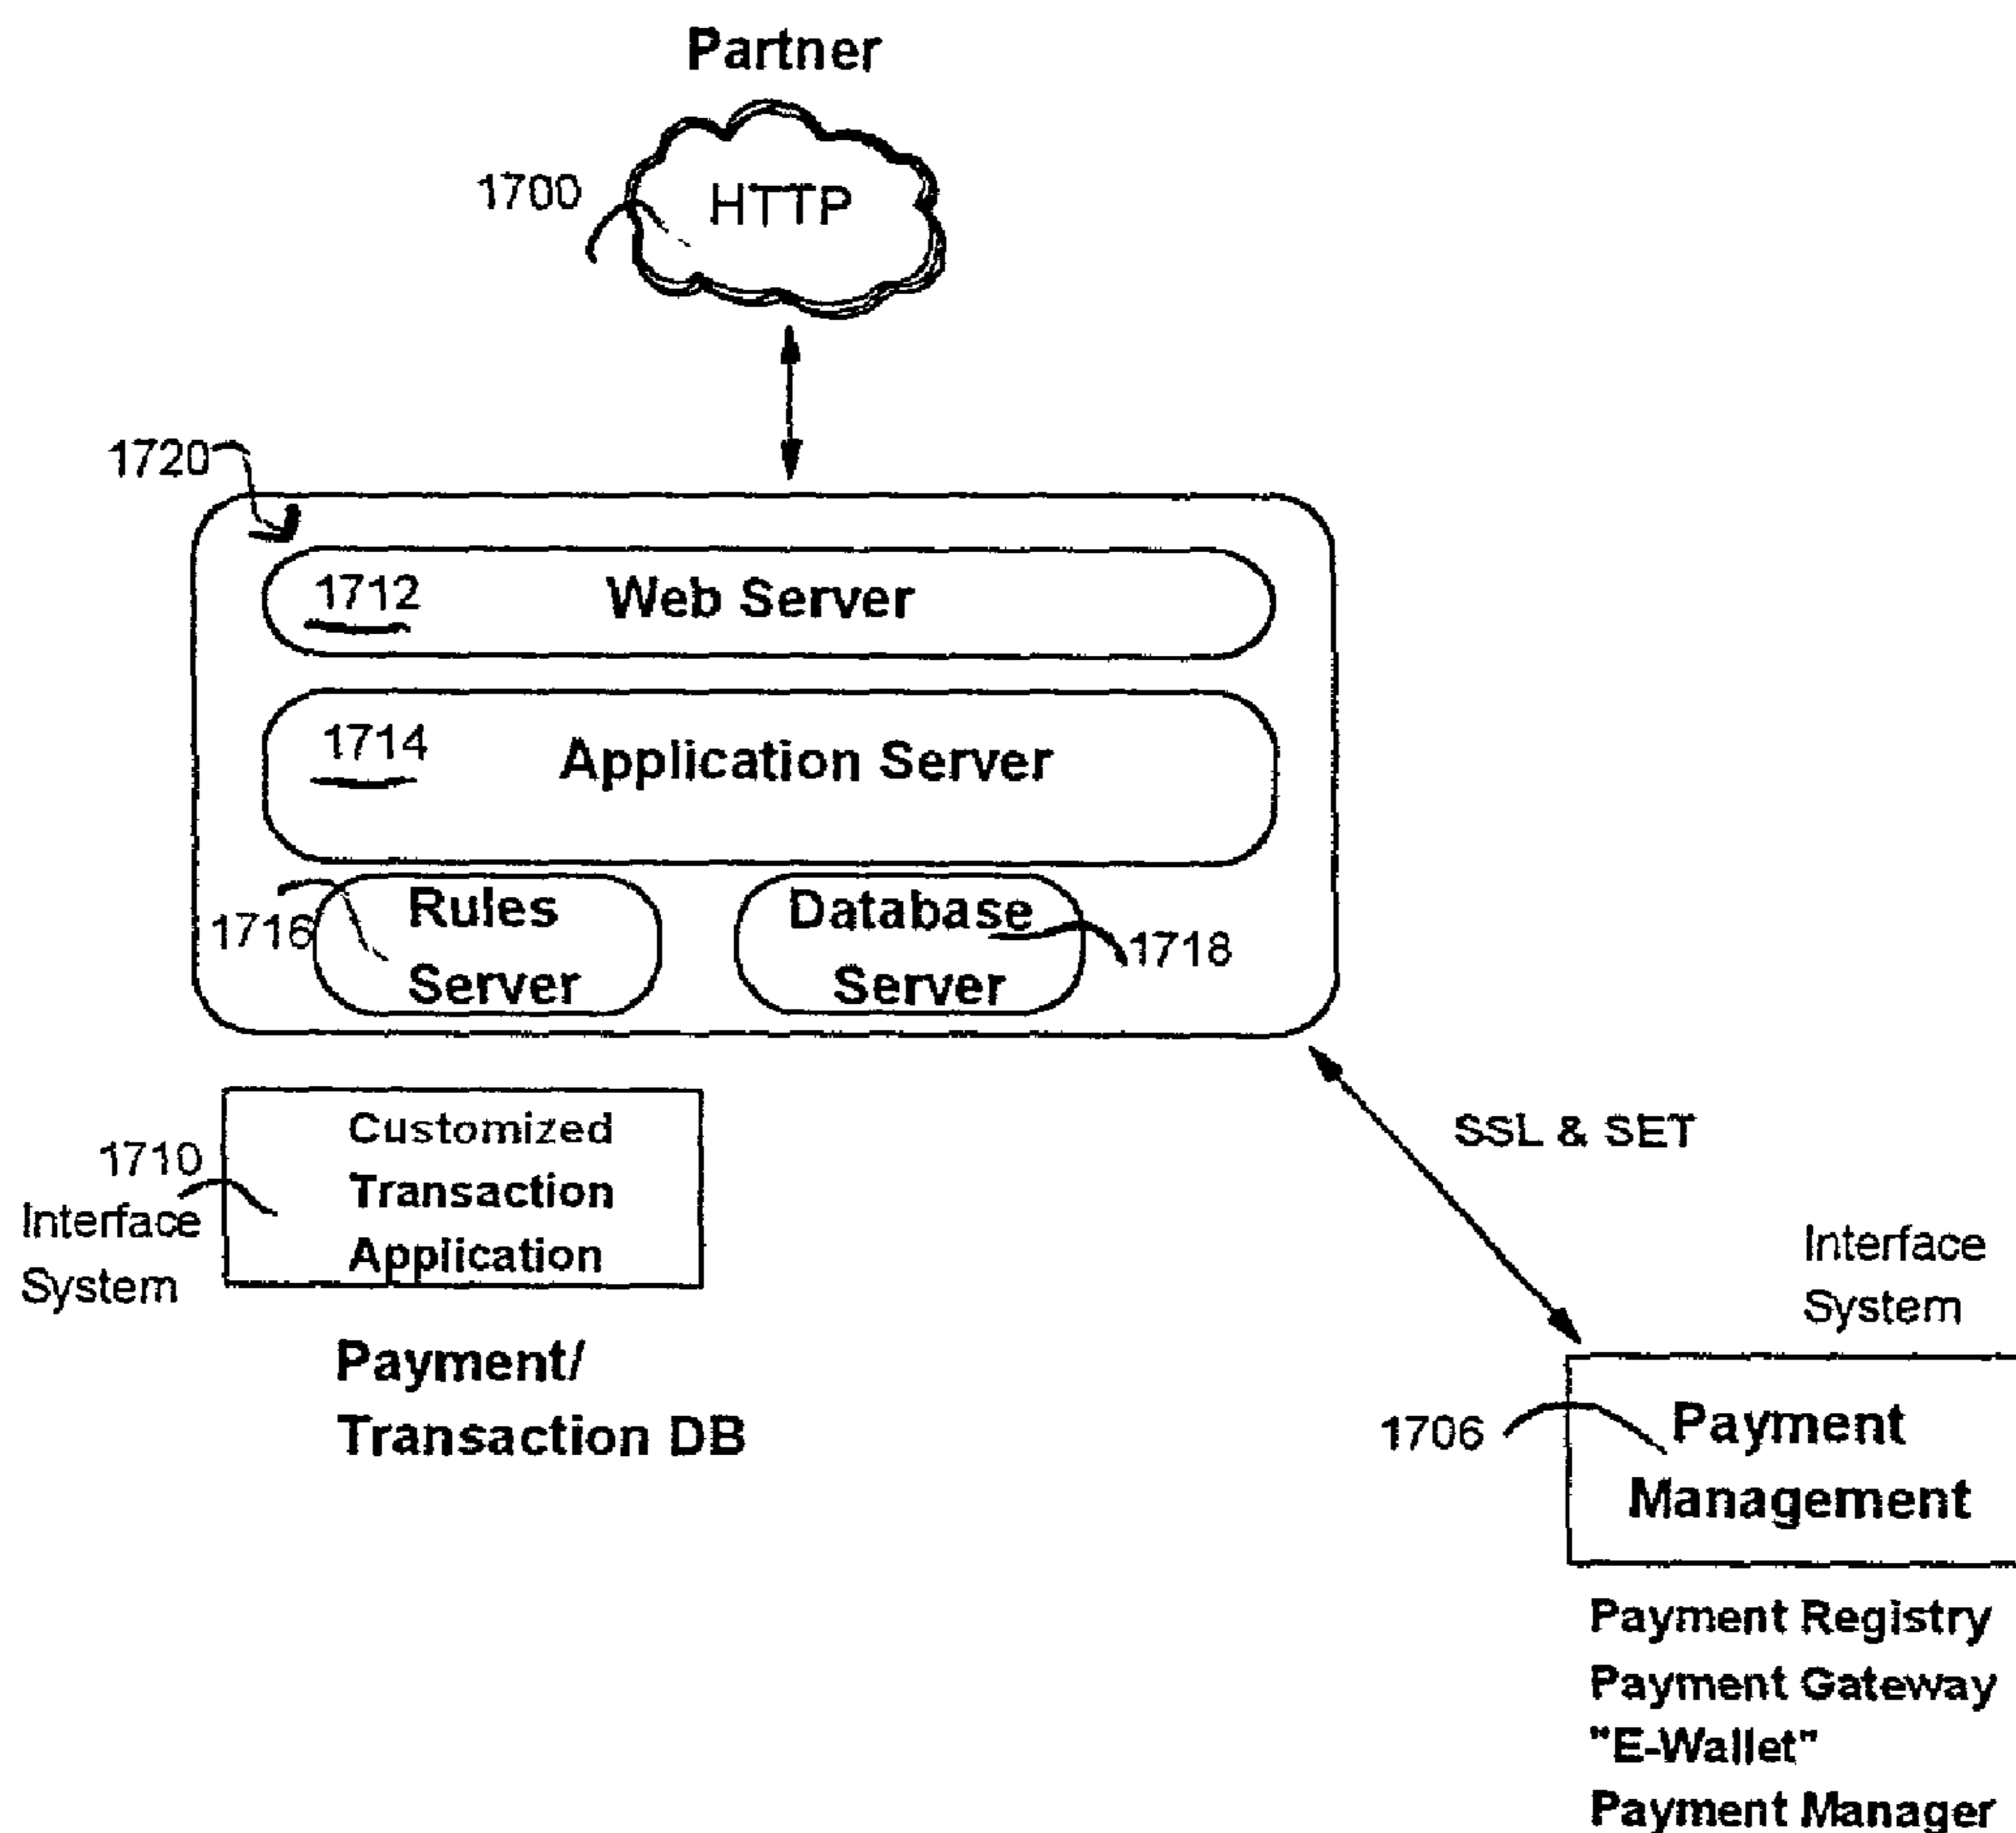 Partner
1700
HTTP
1720
1712
Web Server
1714
Application Server
1716
Rules
Server
Database
Server
1718
1710
Interface
System
Customized
Transaction
Application
Payment/
Transaction DB
SSL & SET
Interface
System
1706
Payment
Management
Payment Registry
Payment Gateway
"E-Wallet"
Payment Manager